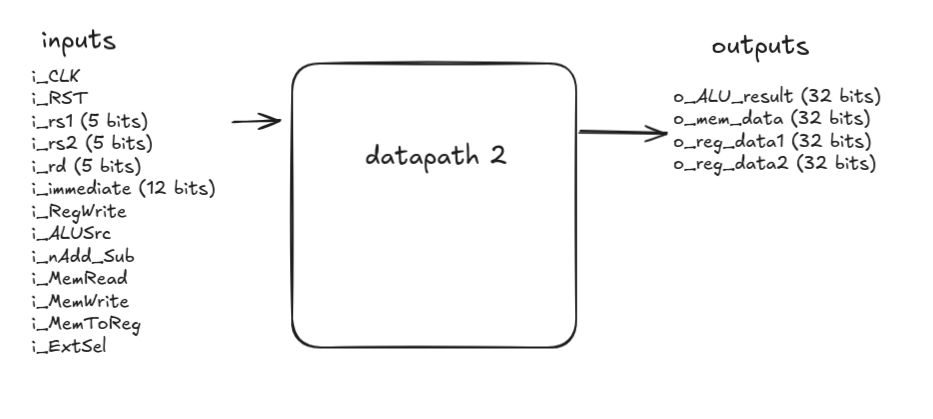 inputs
i_CLK
i_RST
i_rs1 (5 bits)
i_rs2 (5 bits)
i_rd (5 bits)
i_immediate (12 bits)
i_RegWrite
i_ALUSrc
i_nAdd_Sub
i_MemRead
i_MemWrite
i_MemToReg
i_ExtSel
datapath 2
outputs
o_ALU_result (32 bits)
o_mem_data (32 bits)
o_reg_data1 (32 bits)
o_reg_data2 (32 bits)